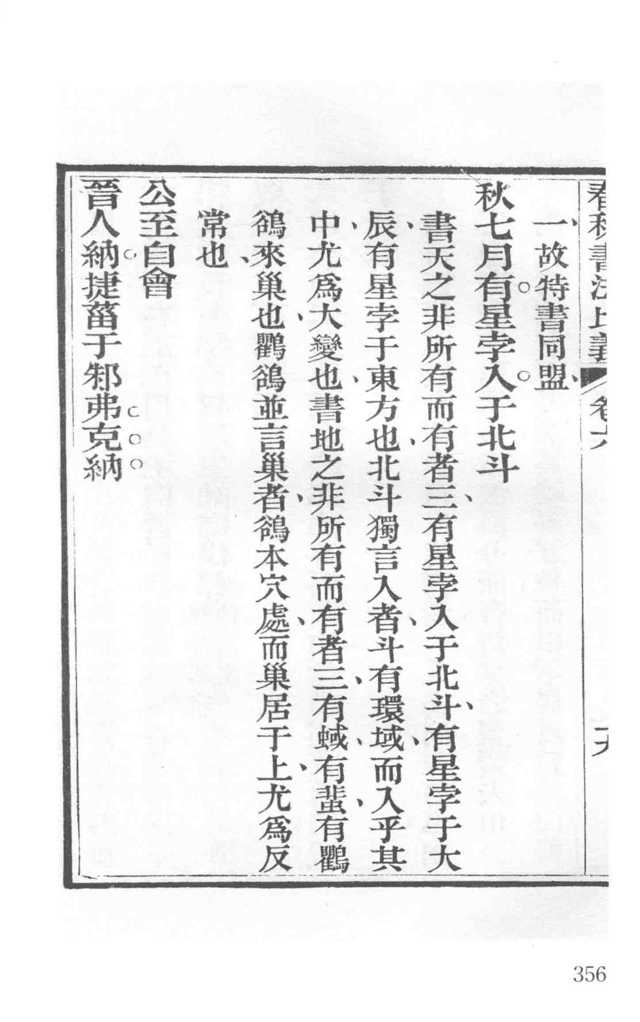 春秋書法比義 卷六
一故特書同盟
秋七月有星孛入于北斗
書天之非所有而有者三有星孛入于北斗有星孛于大
辰有星孛于東方也北斗獨言入者斗有環域而入乎其
中尤爲大變也書地之非所有而有者三有蜮有蜚有鸜
鵒來巢也鸜鵒並言巢者鵒本穴處而巢居于上尤爲反
常也
公至自會
晉人納捷菑于邾弗克納
356